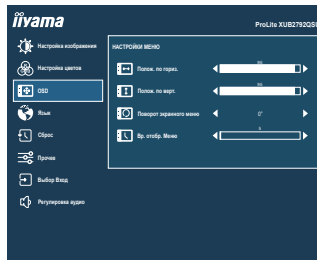 iiyama
ProLite XUB2792QSU
Настройка изображения
Настройка цветов
OSD
Язык
Сброс
Прочее
Выбор Вход
Регулировка аудио
НАСТРОЙКИ МЕНЮ
Полож. по гориз.
Полож. по верт.
Поворот экранного меню
0°
Вр. отобр. Меню